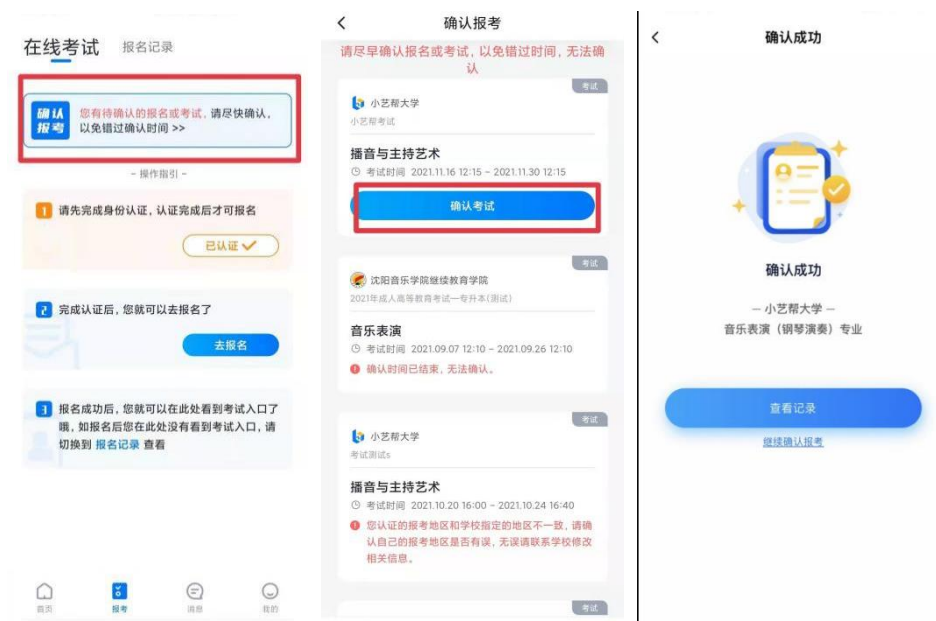 在线考试 报名记录
确认
报考
您有待确认的报名或考试, 请尽快确认,
以免错过确认时间 >>
- 操作指引 -
1 请先完成身份认证, 认证完成后才可报名
已认证
2 完成认证后, 您就可以去报名了
去报名
3 报名成功后, 您就可以在此处看到考试入口了
哦, 如报名后您在此处没有看到考试入口, 请
切换到 报名记录 查看
首页 报考 消息 我的
确认报考
请尽早确认报名或考试, 以免错过时间, 无法确
认
考试
小艺帮大学
小艺帮考试
播音与主持艺术
考试时间 2021.11.16 12:15 - 2021.11.30 12:15
确认考试
考试
沈阳音乐学院继续教育学院
2021年成人高等教育考试—专升本(测试)
音乐表演
考试时间 2021.09.07 12:10 - 2021.09.26 12:10
确认时间已结束, 无法确认。
考试
小艺帮大学
考试测试s
播音与主持艺术
考试时间 2021.10.20 16:00 - 2021.10.24 16:40
您认证的报考地区和学校指定的地区不一致, 请确
认自己的报考地区是否有误, 无误请联系学校修改
相关信息。
考试
确认成功
确认成功
— 小艺帮大学 —
音乐表演（钢琴演奏）专业
查看记录
继续确认报考